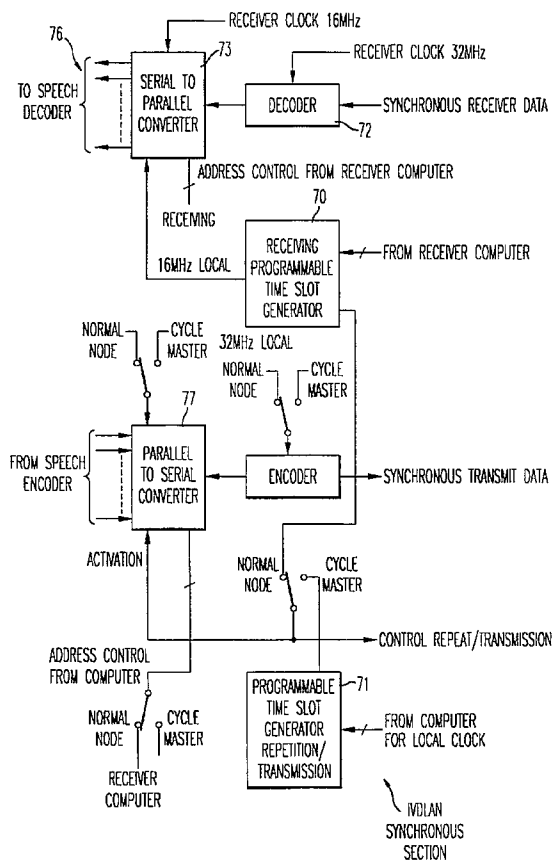 RECEIVER CLOCK 16MHz
76
73
RECEIVER CLOCK 32MHz
TO SPEECH
DECODER
SERIAL TO
PARALLEL
CONVERTER
DECODER
72
SYNCHRONOUS RECEIVER DATA
ADDRESS CONTROL FROM RECEIVER COMPUTER
RECEIVING
70
16MHz LOCAL
RECEIVING
PROGRAMMABLE
TIME SLOT
GENERATOR
FROM RECEIVER COMPUTER
NORMAL
NODE
CYCLE
MASTER
32MHz LOCAL
NORMAL
NODE
CYCLE
MASTER
77
FROM SPEECH
ENCODER
PARALLEL
TO SERIAL
CONVERTER
ENCODER
SYNCHRONOUS TRANSMIT DATA
ACTIVATION
NORMAL
NODE
CYCLE
MASTER
CONTROL REPEAT/TRANSMISSION
ADDRESS CONTROL
FROM COMPUTER
71
PROGRAMMABLE
TIME SLOT
GENERATOR
REPETITION/
TRANSMISSION
FROM COMPUTER
FOR LOCAL CLOCK
NORMAL
NODE
CYCLE
MASTER
RECEIVER
COMPUTER
IVDLAN
SYNCHRONOUS
SECTION